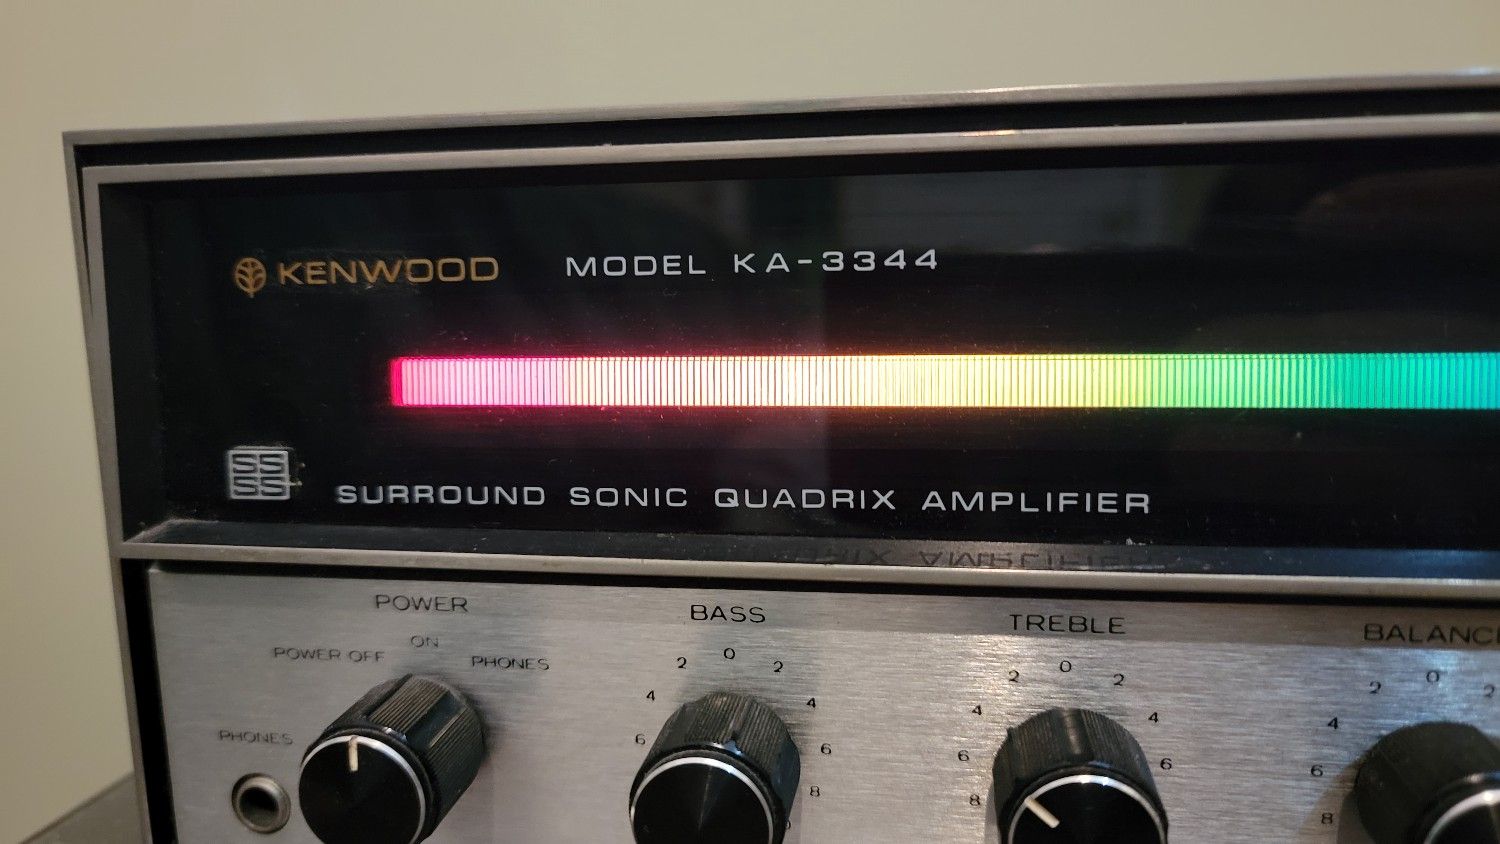 KENWOOD MODEL KA-3344
SS
SS
SURROUND SONIC QUADRIX AMPLIFIER
POWER BASS TREBLE
POWER OFF ON PHONES
PHONES
2 0 2
4 4
6 6
8
2 0 2
4 4
6 6
8
2 0 2
4
6
8